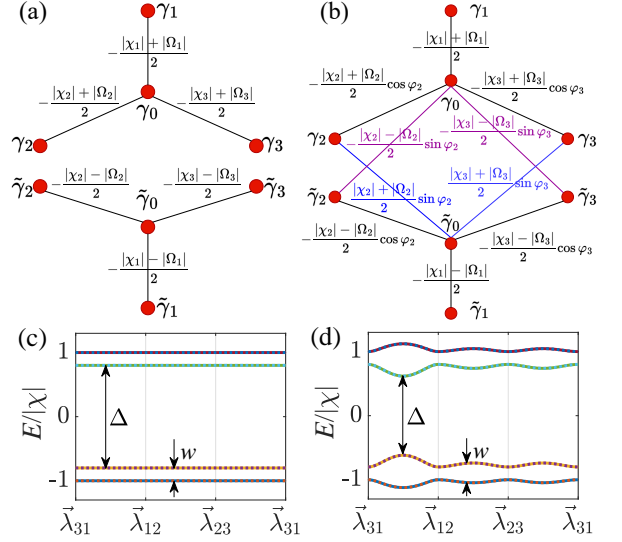 (a)
γ₁
-(|χ₁|+|Ω₁|)/2
-(|χ₂|+|Ω₂|)/2
-(|χ₃|+|Ω₃|)/2
γ₀
γ₂
γ₃
γ̃₂
-(|χ₂|-|Ω₂|)/2
-(|χ₃|-|Ω₃|)/2
γ̃₃
γ̃₀
-(|χ₁|-|Ω₁|)/2
γ̃₁
(b)
γ₁
-(|χ₁|+|Ω₁|)/2
-(|χ₂|+|Ω₂|)/2 cos φ₂
-(|χ₃|+|Ω₃|)/2 cos φ₃
γ₀
γ₂
-(|χ₂|-|Ω₂|)/2 sin φ₂
-(|χ₃|-|Ω₃|)/2 sin φ₃
γ₃
γ̃₂
(|χ₂|+|Ω₂|)/2 sin φ₂
(|χ₃|+|Ω₃|)/2 sin φ₃
γ̃₃
γ̃₀
-(|χ₂|-|Ω₂|)/2 cos φ₂
-(|χ₃|-|Ω₃|)/2 cos φ₃
-(|χ₁|-|Ω₁|)/2
γ̃₁
(c)
E/|χ|
1
0
-1
Δ
w
λ⃗₃₁
λ⃗₁₂
λ⃗₂₃
λ⃗₃₁
(d)
E/|χ|
1
0
-1
Δ
w
λ⃗₃₁
λ⃗₁₂
λ⃗₂₃
λ⃗₃₁